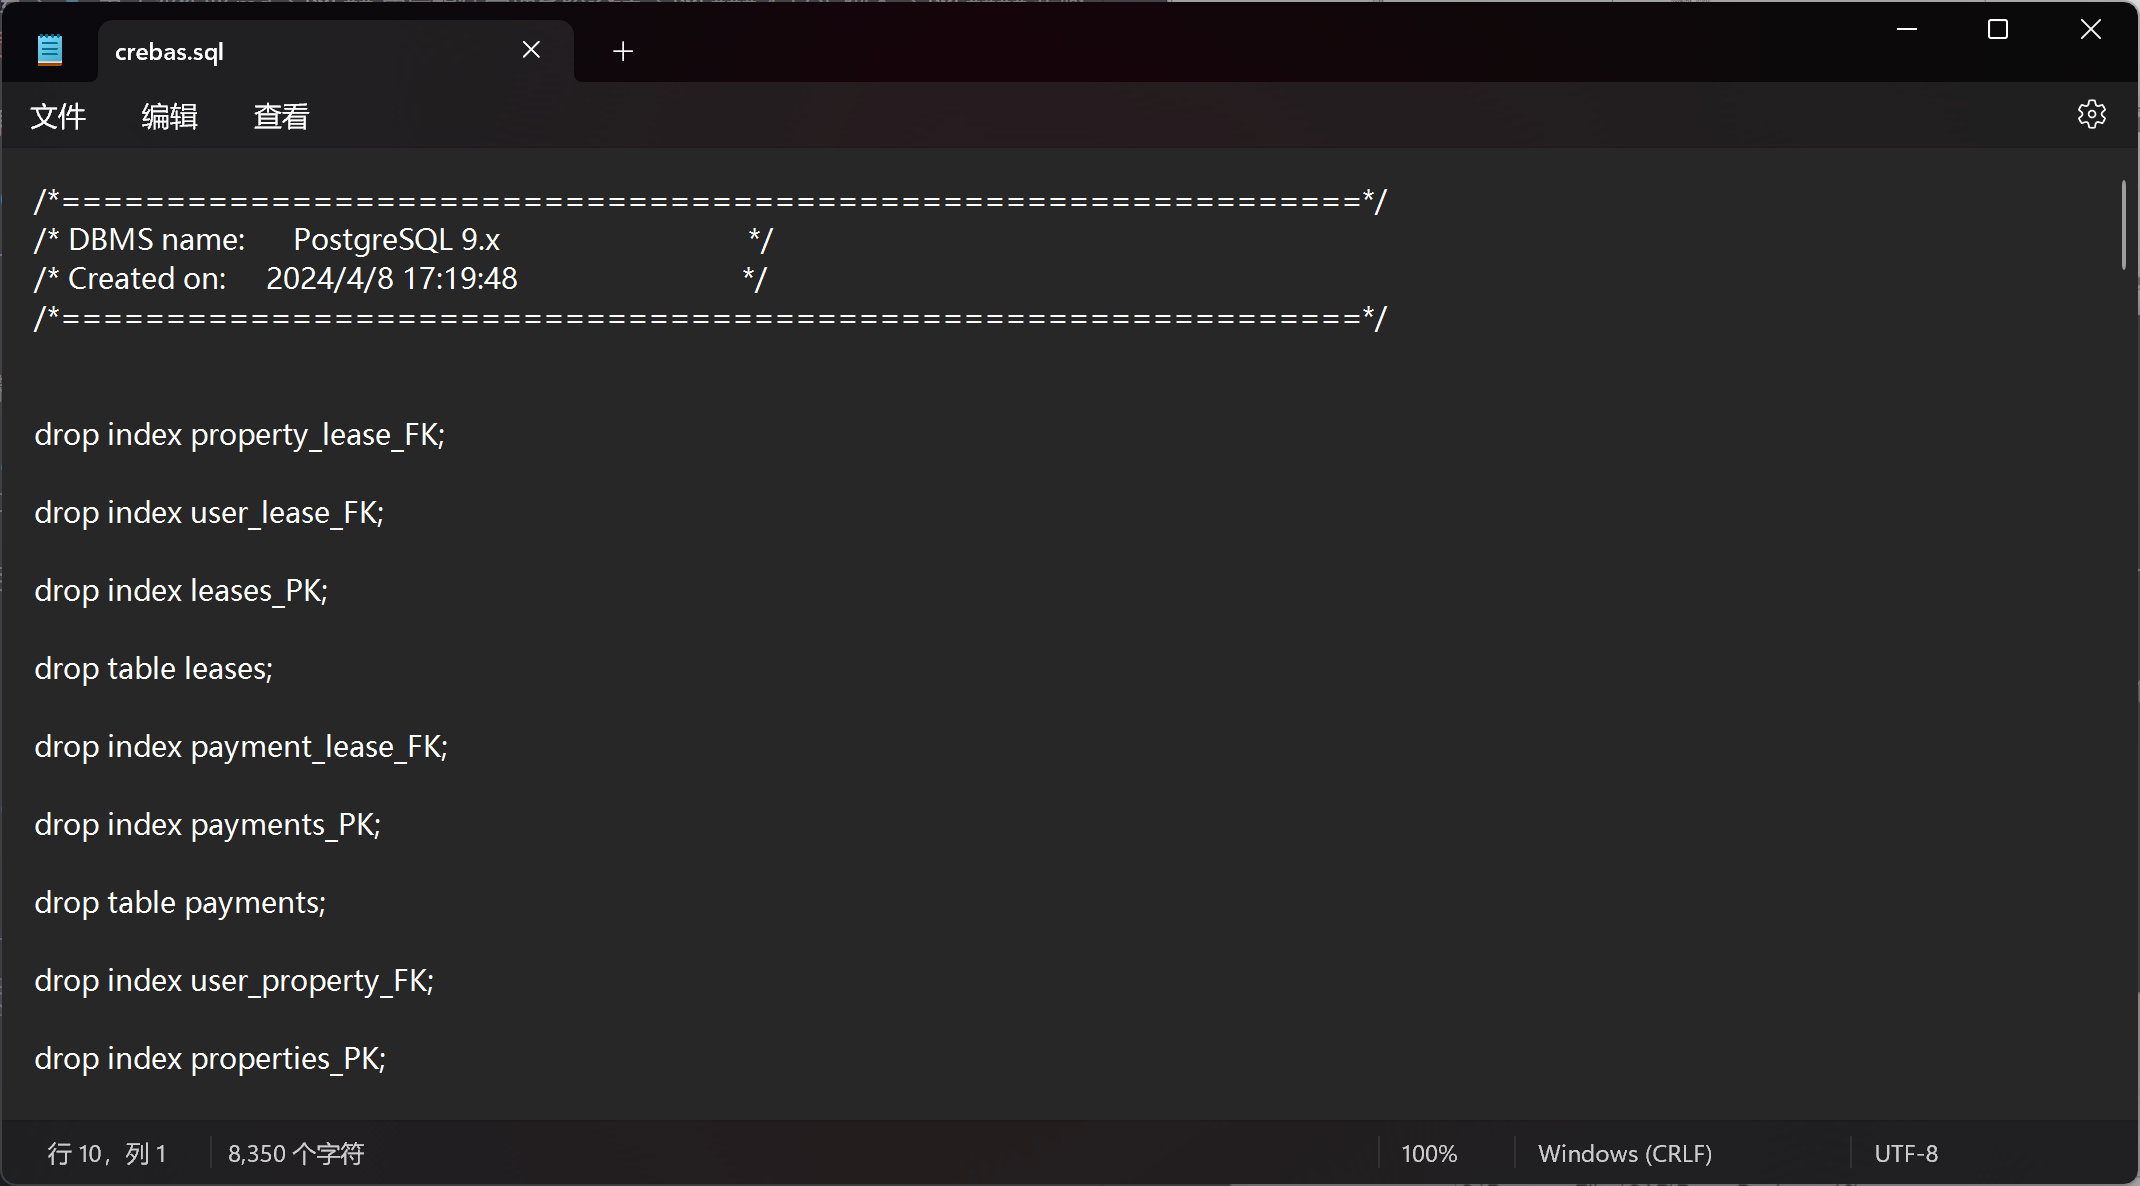 crebas.sql
文件 编辑 查看
/*==============================================================*/
/* DBMS name:      PostgreSQL 9.x                               */
/* Created on:     2024/4/8 17:19:48                            */
/*==============================================================*/
drop index property_lease_FK;
drop index user_lease_FK;
drop index leases_PK;
drop table leases;
drop index payment_lease_FK;
drop index payments_PK;
drop table payments;
drop index user_property_FK;
drop index properties_PK;
行 10，列 1 8,350 个字符 100% Windows (CRLF) UTF-8